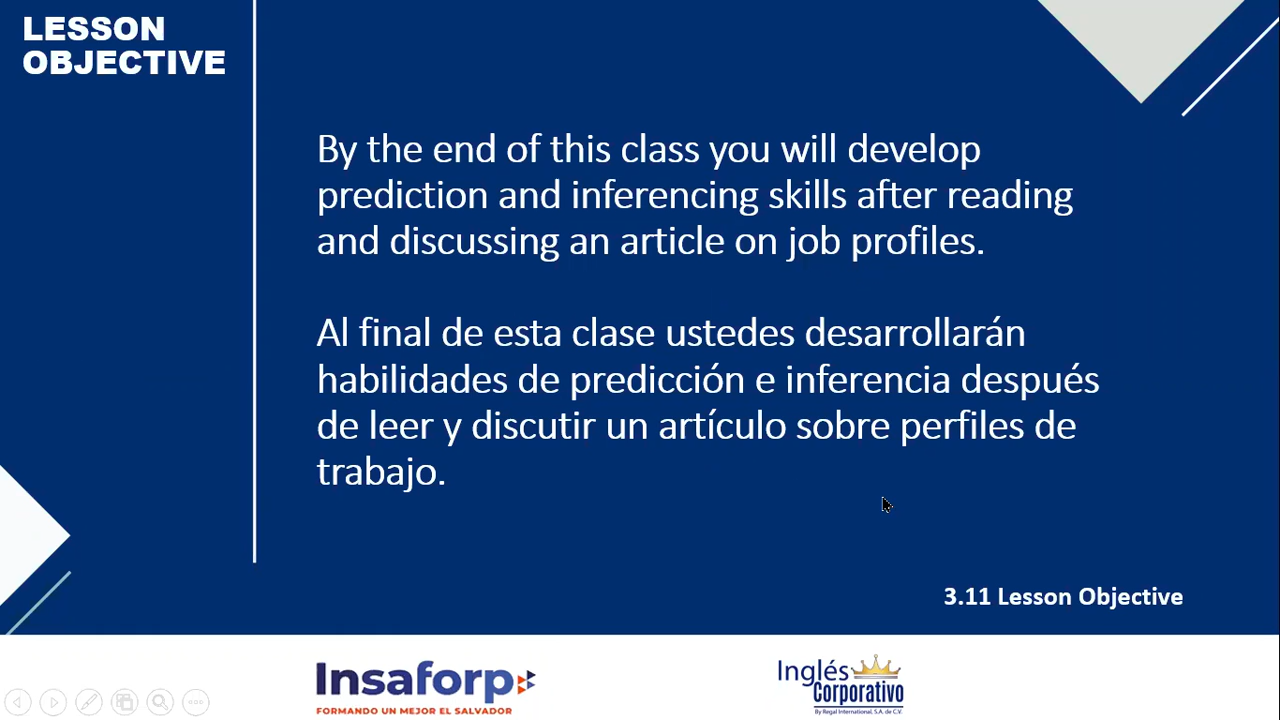 LESSON
OBJECTIVE
By the end of this class you will develop
prediction and inferencing skills after reading
and discussing an article on job profiles.
Al final de esta clase ustedes desarrollarán
habilidades de predicción e inferencia después
de leer y discutir un artículo sobre perfiles de
trabajo.
3.11 Lesson Objective
Insaforp
FORMANDO UN MEJOR EL SALVADOR
Inglés
Corporativo
By Regal International, S.A. de C.V.